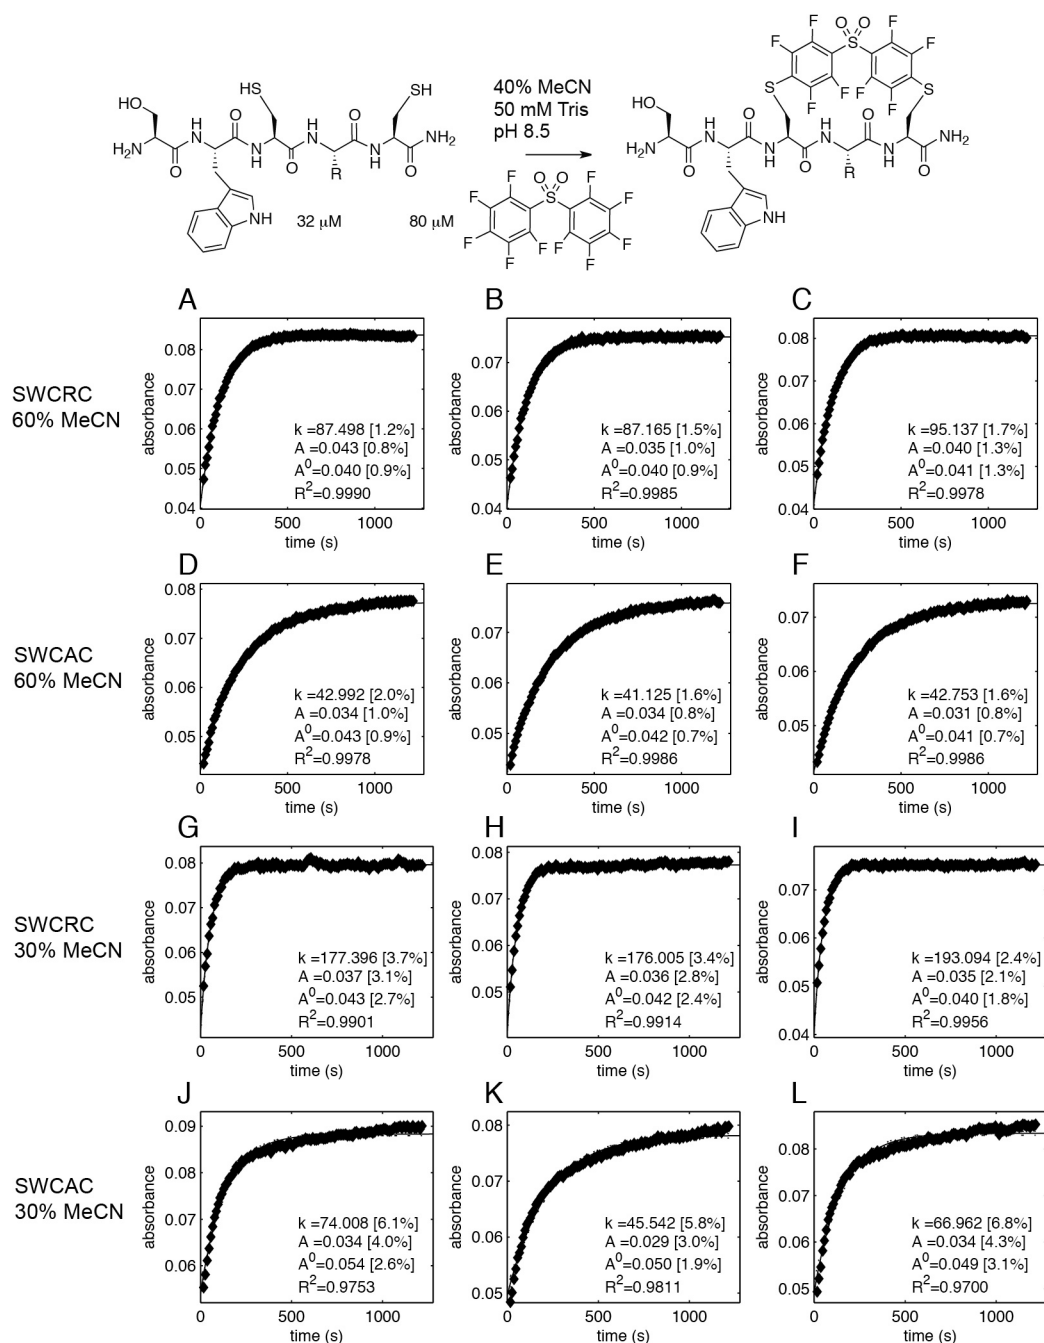 HS
SH
HO
H₂N
O
H
N
O
N
H
O
H
N
R
O
N
H
NH₂
O
NH
32 μM
40% MeCN
50 mM Tris
pH 8.5
80 μM
F
F
F
F
F
O
S
O
F
F
F
F
F
F
F
F
F
O
S
O
F
F
F
F
S
S
HO
H₂N
O
H
N
O
N
H
O
H
N
R
O
N
H
NH₂
O
NH
A
B
C
SWCRC
60% MeCN
absorbance
0.08
0.07
0.06
0.05
0.04
k =87.498 [1.2%]
A =0.043 [0.8%]
A⁰=0.040 [0.9%]
R²=0.9990
0 500 1000
time (s)
absorbance
0.07
0.06
0.05
0.04
k =87.165 [1.5%]
A =0.035 [1.0%]
A⁰=0.040 [0.9%]
R²=0.9985
0 500 1000
time (s)
absorbance
0.08
0.07
0.06
0.05
0.04
k =95.137 [1.7%]
A =0.040 [1.3%]
A⁰=0.041 [1.3%]
R²=0.9978
0 500 1000
time (s)
D
E
F
SWCAC
60% MeCN
absorbance
0.08
0.07
0.06
0.05
k =42.992 [2.0%]
A =0.034 [1.0%]
A⁰=0.043 [0.9%]
R²=0.9978
0 500 1000
time (s)
absorbance
0.07
0.06
0.05
k =41.125 [1.6%]
A =0.034 [0.8%]
A⁰=0.042 [0.7%]
R²=0.9986
0 500 1000
time (s)
absorbance
0.07
0.06
0.05
k =42.753 [1.6%]
A =0.031 [0.8%]
A⁰=0.041 [0.7%]
R²=0.9986
0 500 1000
time (s)
G
H
I
SWCRC
30% MeCN
absorbance
0.08
0.07
0.06
0.05
k =177.396 [3.7%]
A =0.037 [3.1%]
A⁰=0.043 [2.7%]
R²=0.9901
0 500 1000
time (s)
absorbance
0.08
0.07
0.06
0.05
k =176.005 [3.4%]
A =0.036 [2.8%]
A⁰=0.042 [2.4%]
R²=0.9914
0 500 1000
time (s)
absorbance
0.07
0.06
0.05
0.04
k =193.094 [2.4%]
A =0.035 [2.1%]
A⁰=0.040 [1.8%]
R²=0.9956
0 500 1000
time (s)
J
K
L
SWCAC
30% MeCN
absorbance
0.09
0.08
0.07
0.06
k =74.008 [6.1%]
A =0.034 [4.0%]
A⁰=0.054 [2.6%]
R²=0.9753
0 500 1000
time (s)
absorbance
0.08
0.07
0.06
0.05
k =45.542 [5.8%]
A =0.029 [3.0%]
A⁰=0.050 [1.9%]
R²=0.9811
0 500 1000
time (s)
absorbance
0.08
0.07
0.06
0.05
k =66.962 [6.8%]
A =0.034 [4.3%]
A⁰=0.049 [3.1%]
R²=0.9700
0 500 1000
time (s)